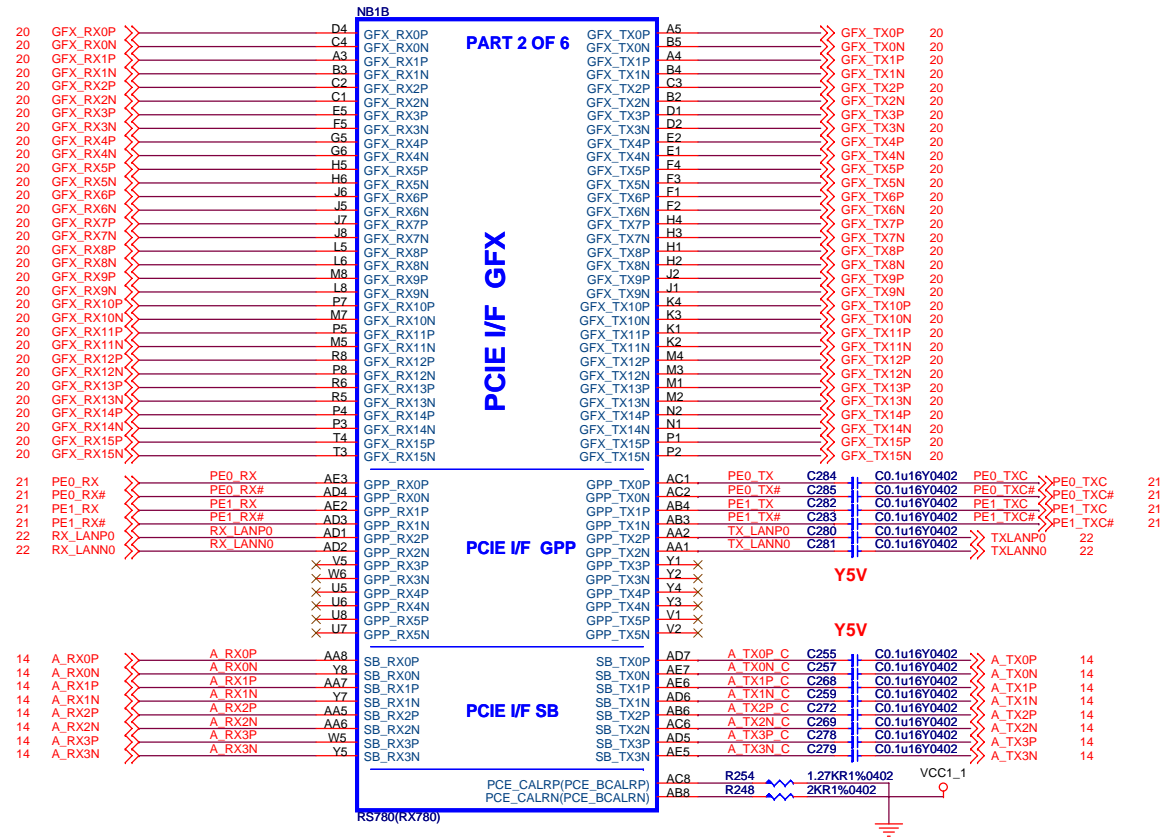 NB1B
PART 2 OF 6
20 GFX_RX0P D4 GFX_RX0P GFX_TX0P A5 GFX_TX0P 20
20 GFX_RX0N C4 GFX_RX0N GFX_TX0N B5 GFX_TX0N 20
20 GFX_RX1P A3 GFX_RX1P GFX_TX1P A4 GFX_TX1P 20
20 GFX_RX1N B3 GFX_RX1N GFX_TX1N B4 GFX_TX1N 20
20 GFX_RX2P C2 GFX_RX2P GFX_TX2P C3 GFX_TX2P 20
20 GFX_RX2N C1 GFX_RX2N GFX_TX2N B2 GFX_TX2N 20
20 GFX_RX3P E5 GFX_RX3P GFX_TX3P D1 GFX_TX3P 20
20 GFX_RX3N F5 GFX_RX3N GFX_TX3N D2 GFX_TX3N 20
20 GFX_RX4P G5 GFX_RX4P GFX_TX4P E2 GFX_TX4P 20
20 GFX_RX4N G6 GFX_RX4N GFX_TX4N E1 GFX_TX4N 20
20 GFX_RX5P H5 GFX_RX5P GFX_TX5P F4 GFX_TX5P 20
20 GFX_RX5N H6 GFX_RX5N GFX_TX5N F3 GFX_TX5N 20
20 GFX_RX6P J6 GFX_RX6P GFX_TX6P F1 GFX_TX6P 20
20 GFX_RX6N J5 GFX_RX6N GFX_TX6N F2 GFX_TX6N 20
20 GFX_RX7P J7 GFX_RX7P GFX_TX7P H4 GFX_TX7P 20
20 GFX_RX7N J8 GFX_RX7N GFX_TX7N H3 GFX_TX7N 20
20 GFX_RX8P L5 GFX_RX8P GFX_TX8P H1 GFX_TX8P 20
20 GFX_RX8N L6 GFX_RX8N GFX_TX8N H2 GFX_TX8N 20
20 GFX_RX9P M8 GFX_RX9P GFX_TX9P J2 GFX_TX9P 20
20 GFX_RX9N L8 GFX_RX9N GFX_TX9N J1 GFX_TX9N 20
20 GFX_RX10P P7 GFX_RX10P GFX_TX10P K4 GFX_TX10P 20
20 GFX_RX10N M7 GFX_RX10N GFX_TX10N K3 GFX_TX10N 20
20 GFX_RX11P P5 GFX_RX11P GFX_TX11P K1 GFX_TX11P 20
20 GFX_RX11N M5 GFX_RX11N GFX_TX11N K2 GFX_TX11N 20
20 GFX_RX12P R8 GFX_RX12P GFX_TX12P M4 GFX_TX12P 20
20 GFX_RX12N P8 GFX_RX12N GFX_TX12N M3 GFX_TX12N 20
20 GFX_RX13P R6 GFX_RX13P GFX_TX13P M1 GFX_TX13P 20
20 GFX_RX13N R5 GFX_RX13N GFX_TX13N M2 GFX_TX13N 20
20 GFX_RX14P P4 GFX_RX14P GFX_TX14P N2 GFX_TX14P 20
20 GFX_RX14N P3 GFX_RX14N GFX_TX14N N1 GFX_TX14N 20
20 GFX_RX15P T4 GFX_RX15P GFX_TX15P P1 GFX_TX15P 20
20 GFX_RX15N T3 GFX_RX15N GFX_TX15N P2 GFX_TX15N 20
PCIE I/F GFX
21 PE0_RX PE0_RX AE3 GPP_RX0P GPP_TX0P AC1 PE0_TX C284 C0.1u16Y0402 PE0_TXC PE0_TXC 21
21 PE0_RX# PE0_RX# AD4 GPP_RX0N GPP_TX0N AC2 PE0_TX# C285 C0.1u16Y0402 PE0_TXC# PE0_TXC# 21
21 PE1_RX PE1_RX AE2 GPP_RX1P GPP_TX1P AB4 PE1_TX C282 C0.1u16Y0402 PE1_TXC PE1_TXC 21
21 PE1_RX# PE1_RX# AD3 GPP_RX1N GPP_TX1N AB3 PE1_TX# C283 C0.1u16Y0402 PE1_TXC# PE1_TXC# 21
22 RX_LANP0 RX_LANP0 AD1 GPP_RX2P GPP_TX2P AA2 TX_LANP0 C280 C0.1u16Y0402 TXLANP0 22
22 RX_LANN0 RX_LANN0 AD2 GPP_RX2N GPP_TX2N AA1 TX_LANN0 C281 C0.1u16Y0402 TXLANN0 22
PCIE I/F GPP
V5 GPP_RX3P GPP_TX3P Y1
W6 GPP_RX3N GPP_TX3N Y2
Y5V
U5 GPP_RX4P GPP_TX4P Y4
U6 GPP_RX4N GPP_TX4N Y3
U8 GPP_RX5P GPP_TX5P V1
U7 GPP_RX5N GPP_TX5N V2
Y5V
14 A_RX0P A_RX0P AA8 SB_RX0P SB_TX0P AD7 A_TX0P_C C255 C0.1u16Y0402 A_TX0P 14
14 A_RX0N A_RX0N Y8 SB_RX0N SB_TX0N AE7 A_TX0N_C C257 C0.1u16Y0402 A_TX0N 14
14 A_RX1P A_RX1P AA7 SB_RX1P SB_TX1P AE6 A_TX1P_C C268 C0.1u16Y0402 A_TX1P 14
14 A_RX1N A_RX1N Y7 SB_RX1N SB_TX1N AD6 A_TX1N_C C259 C0.1u16Y0402 A_TX1N 14
14 A_RX2P A_RX2P AA5 SB_RX2P SB_TX2P AB6 A_TX2P_C C272 C0.1u16Y0402 A_TX2P 14
14 A_RX2N A_RX2N AA6 SB_RX2N SB_TX2N AC6 A_TX2N_C C269 C0.1u16Y0402 A_TX2N 14
14 A_RX3P A_RX3P W5 SB_RX3P SB_TX3P AD5 A_TX3P_C C278 C0.1u16Y0402 A_TX3P 14
14 A_RX3N A_RX3N Y5 SB_RX3N SB_TX3N AE5 A_TX3N_C C279 C0.1u16Y0402 A_TX3N 14
PCIE I/F SB
PCE_CALRP(PCE_BCALRP) AC8 R254 1.27KR1%0402 VCC1_1
PCE_CALRN(PCE_BCALRN) AB8 R248 2KR1%0402
RS780(RX780)